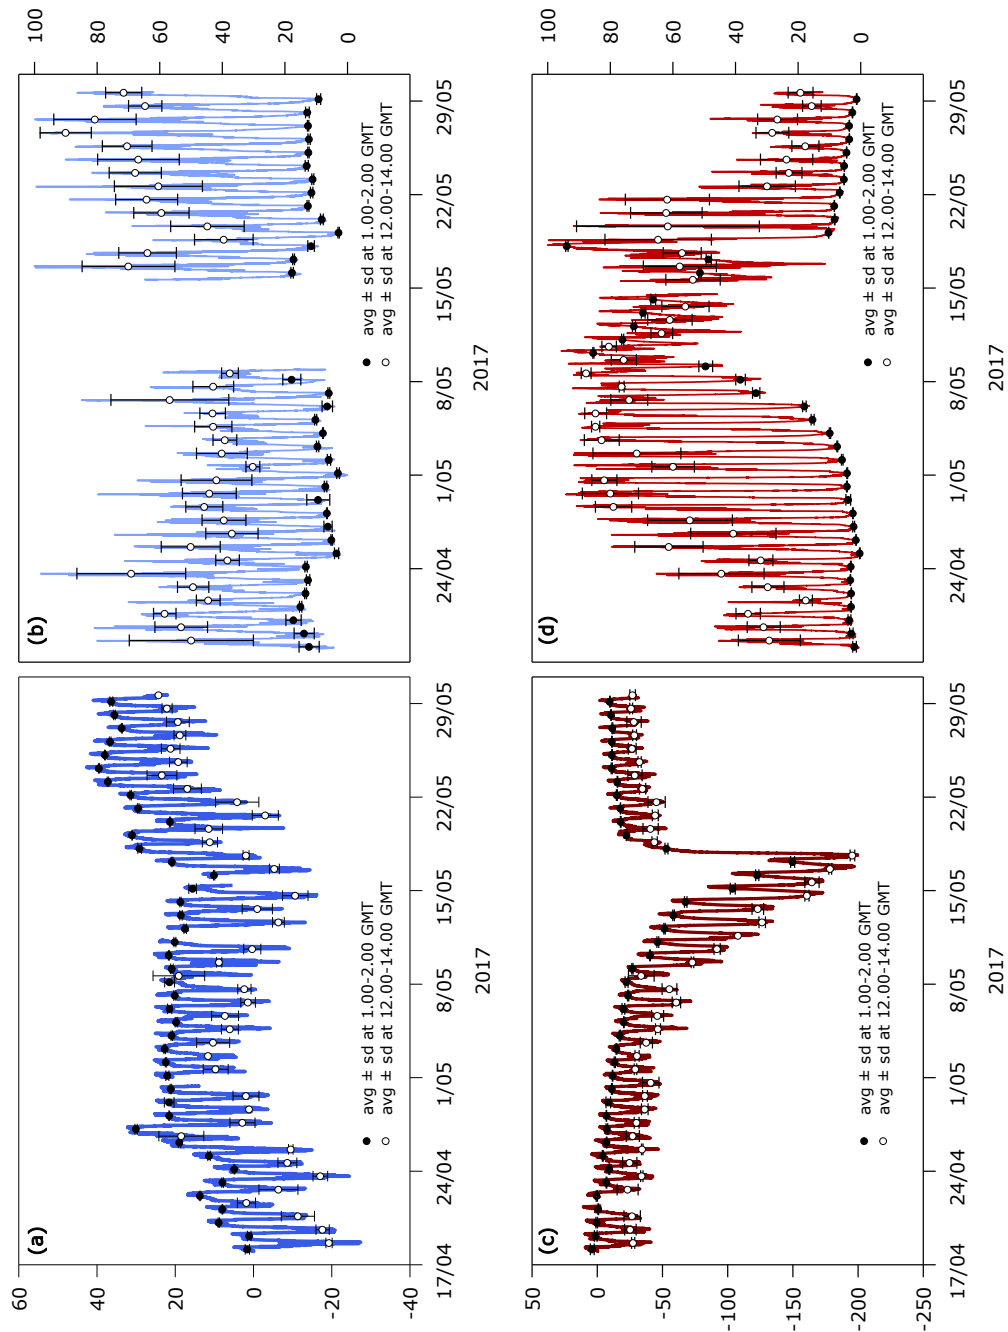 (a)
60
40
20
0
-20
-40
17/04 24/04 1/05 8/05 15/05 22/05 29/05
2017
avg ± sd at 1.00-2.00 GMT
avg ± sd at 12.00-14.00 GMT
(b)
100
80
60
40
20
0
24/04 1/05 8/05 15/05 22/05 29/05
2017
avg ± sd at 1.00-2.00 GMT
avg ± sd at 12.00-14.00 GMT
(c)
50
0
-50
-100
-150
-200
-250
17/04 24/04 1/05 8/05 15/05 22/05 29/05
2017
avg ± sd at 1.00-2.00 GMT
avg ± sd at 12.00-14.00 GMT
(d)
100
80
60
40
20
0
24/04 1/05 8/05 15/05 22/05 29/05
2017
avg ± sd at 1.00-2.00 GMT
avg ± sd at 12.00-14.00 GMT